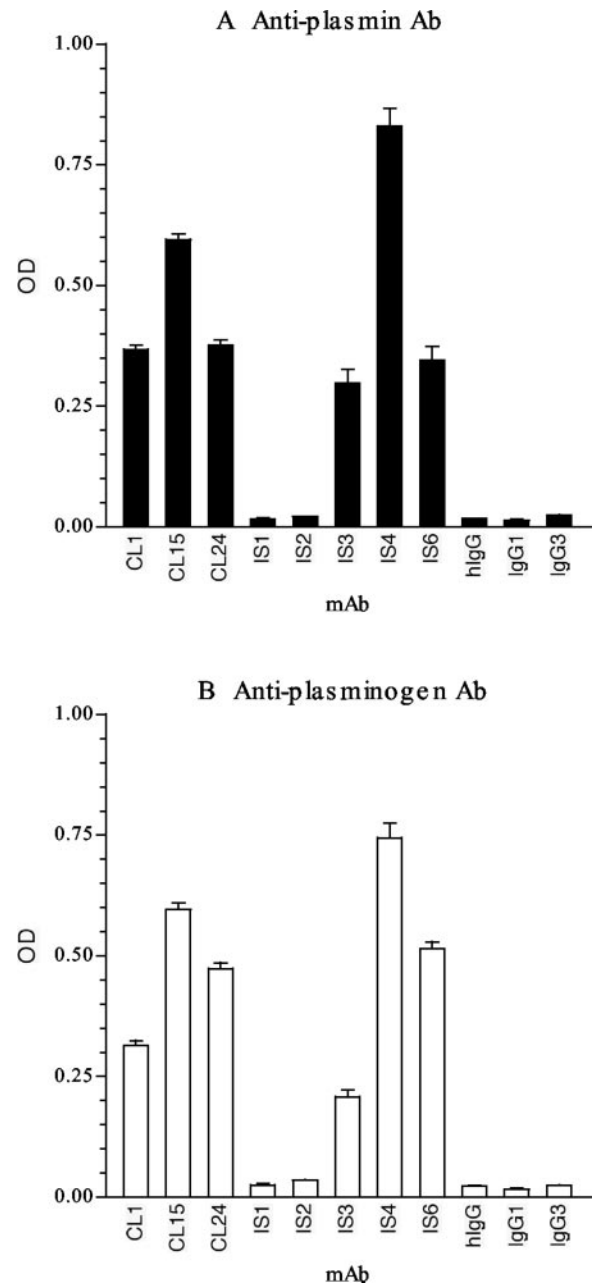 A Anti-plasmin Ab
1.00
0.75
0.50
0.25
0.00
OD
CL1 CL15 CL24 IS1 IS2 IS3 IS4 IS6 hIgG IgG1 IgG3
mAb
B Anti-plasminogen Ab
1.00
0.75
0.50
0.25
0.00
OD
CL1 CL15 CL24 IS1 IS2 IS3 IS4 IS6 hIgG IgG1 IgG3
mAb